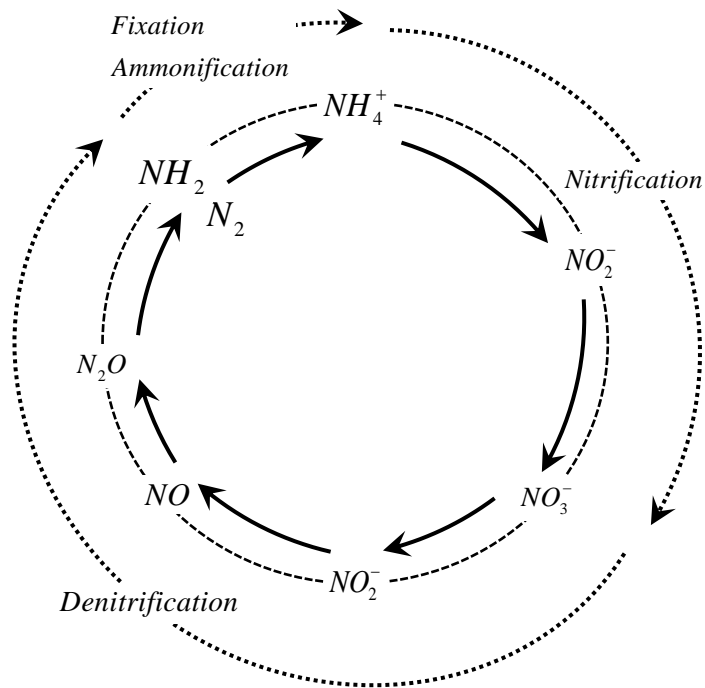 Fixation
Ammonification
NH₄⁺
NH₂
N₂
Nitrification
NO₂⁻
N₂O
NO
NO₃⁻
NO₂⁻
Denitrification